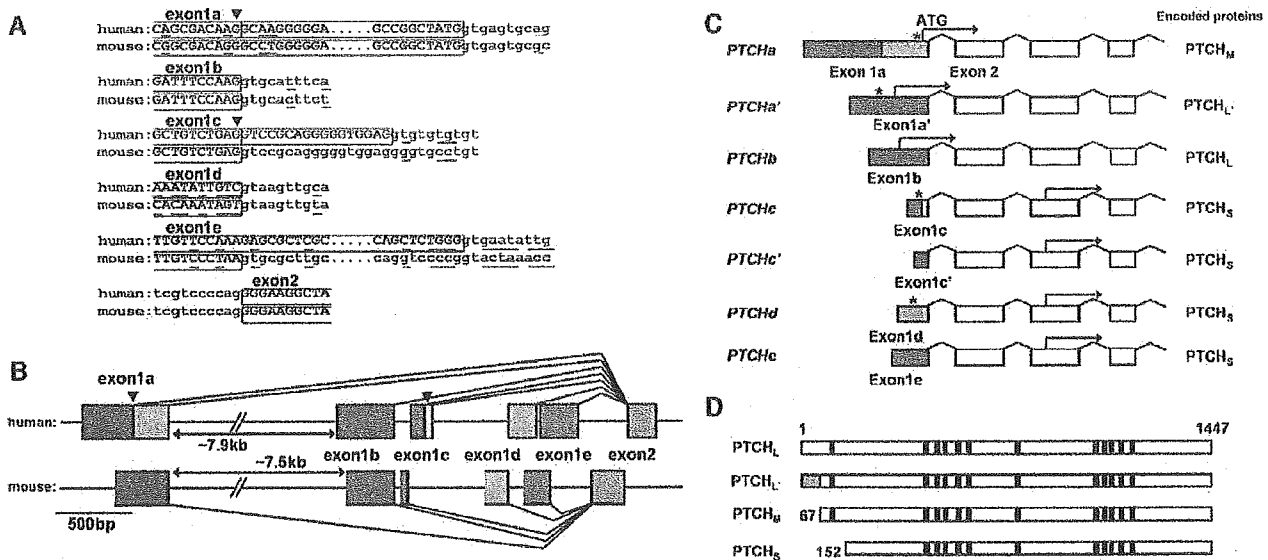 A
exon1a
human:CAGCGACAAGGCAAGGGGGA.....GCCGGCTATGgtgagtgcag
mouse:CGGCGACAGGGCCTGGGGGA.....GCCGGCTATGgtgagtgcgc
exon1b
human:GATTTCCAAGgtgcatttca
mouse:GATTTCCAAGgtgcacttct
exon1c
human:GCTGTCTGAGGTCCGCAGGGGGTGGAGgtgtgtgtgt
mouse:GCTGTCTGAGgtccgcagggggtggaggggtgcctgt
exon1d
human:AAATATTGTCgtaagttgca
mouse:CACAAATAGTgtaagttgta
exon1e
human:TTGTTCCAAAGAGCGCTCGC.....CAGCTCTGGGgtgaatattg
mouse:TTGTCCCTAAgtgcgcttgc.....caggtccccggtactaaacc
exon2
human:tcgtccccagGGGAAGGCTA
mouse:tcgtccccagGGGAAGGCTA
B
exon1a
human:
~7.9kb
exon1b exon1c exon1d exon1e exon2
~7.5kb
mouse:
500bp
C
Encoded proteins
ATG
*
PTCHa
PTCHM
Exon 1a Exon 2
*
PTCHa'
PTCHL'
Exon1a'
PTCHb
PTCHL
Exon1b
*
PTCHc
PTCHS
Exon1c
PTCHc'
PTCHS
Exon1c'
*
PTCHd
PTCHS
Exon1d
PTCHe
PTCHS
Exon1e
D
1 1447
PTCHL
PTCHL'
PTCHM 67
PTCHS 152